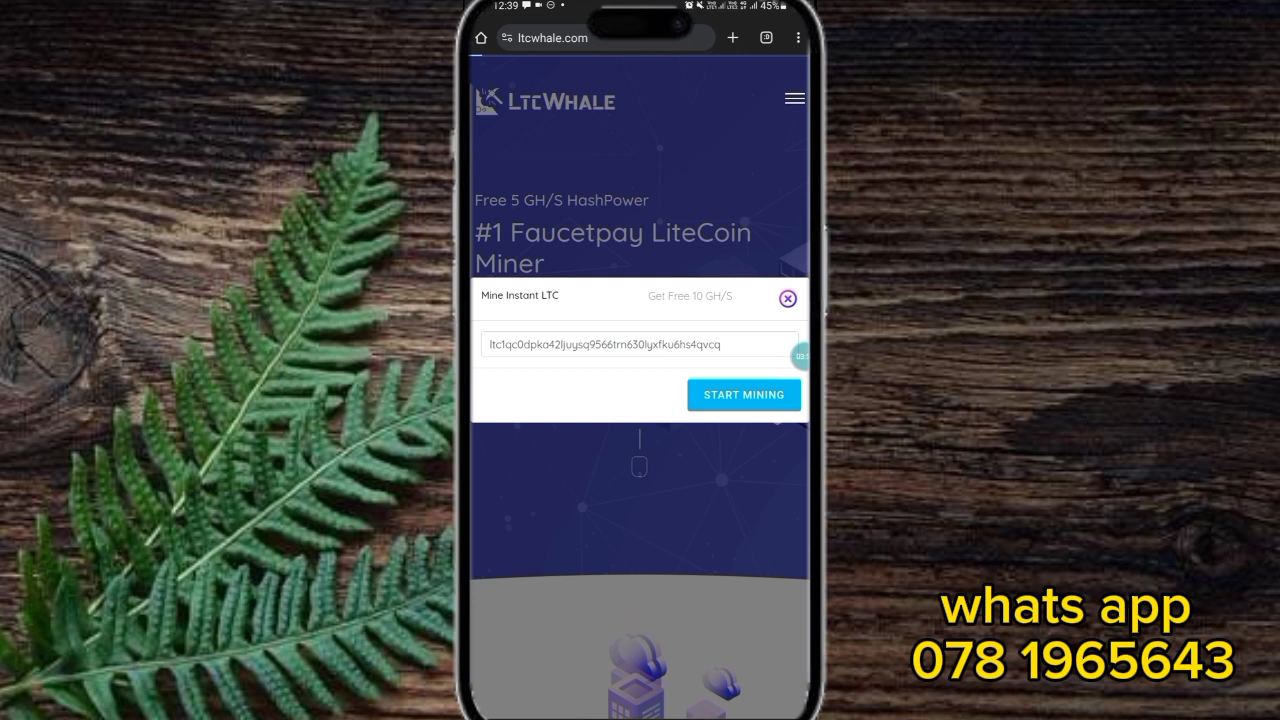 12:39
45%
ltcwhale.com
:D
LTCWHALE
Free 5 GH/S HashPower
#1 Faucetpay LiteCoin
Miner
Mine Instant LTC
Get Free 10 GH/S
ltc1qc0dpka42ljuysq9566trn630lyxfku6hs4qvcq
START MINING
whats app
078 1965643